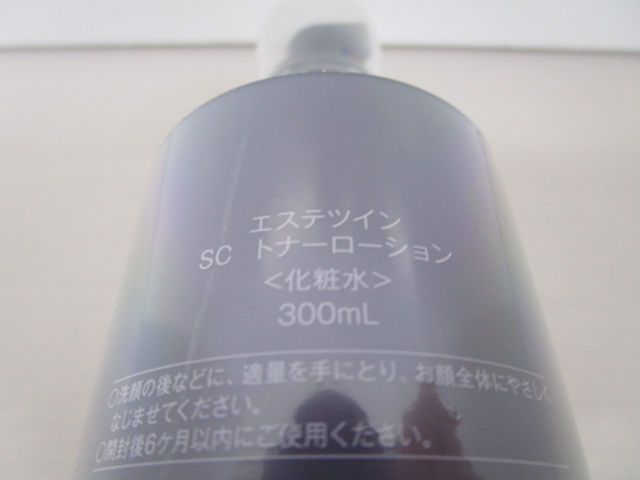 エステツイン
SC トナーローション
<化粧水>
300mL
○洗顔の後などに、適量を手にとり、お顔全体にやさしく
なじませてください。
○開封後6ケ月以内にご使用ください。